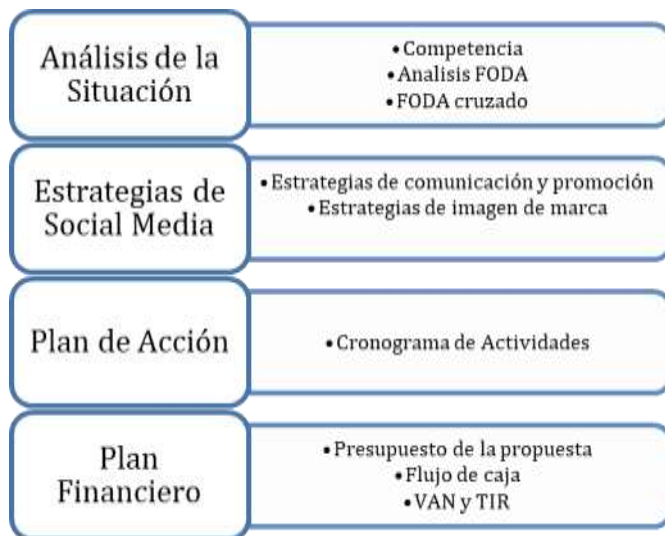 Análisis de la
Situación
•Competencia
•Analisis FODA
•FODA cruzado
Estrategias de
Social Media
•Estrategias de comunicación y promoción
•Estrategias de imagen de marca
Plan de Acción
•Cronograma de Actividades
Plan
Financiero
•Presupuesto de la propuesta
•Flujo de caja
•VAN y TIR